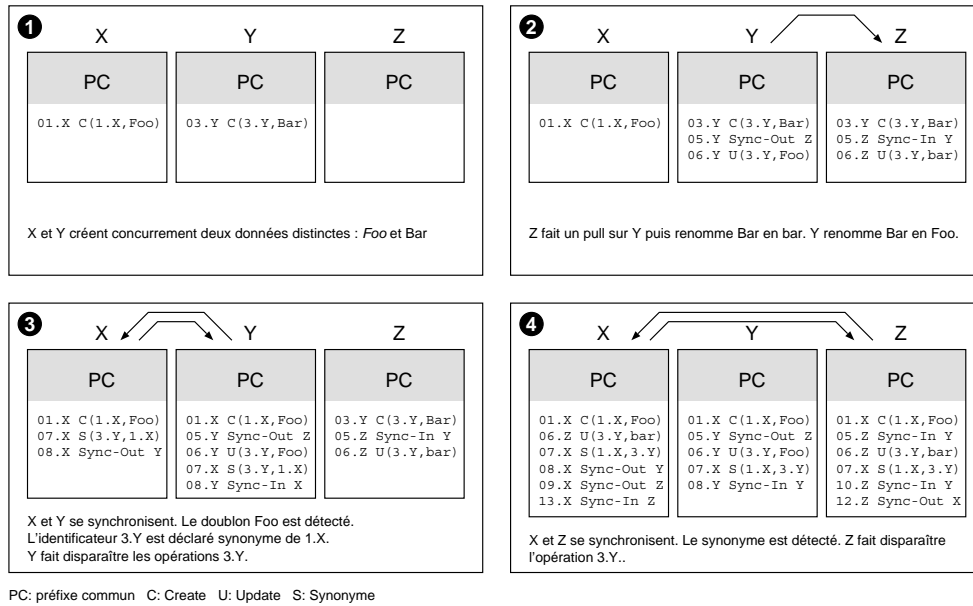 1
X Y Z
PC PC PC
01.X C(1.X,Foo) 03.Y C(3.Y,Bar)
X et Y créent concurrement deux données distinctes : Foo et Bar
2
X Y Z
PC PC PC
01.X C(1.X,Foo) 03.Y C(3.Y,Bar) 03.Y C(3.Y,Bar)
05.Y Sync-Out Z 05.Z Sync-In Y
06.Y U(3.Y,Foo) 06.Z U(3.Y,bar)
Z fait un pull sur Y puis renomme Bar en bar. Y renomme Bar en Foo.
3
X Y Z
PC PC PC
01.X C(1.X,Foo) 01.X C(1.X,Foo) 03.Y C(3.Y,Bar)
07.X S(3.Y,1.X) 05.Y Sync-Out Z 05.Z Sync-In Y
08.X Sync-Out Y 06.Y U(3.Y,Foo) 06.Z U(3.Y,bar)
07.X S(3.Y,1.X)
08.Y Sync-In X
X et Y se synchronisent. Le doublon Foo est détecté.
L'identificateur 3.Y est déclaré synonyme de 1.X.
Y fait disparaître les opérations 3.Y.
4
X Y Z
PC PC PC
01.X C(1.X,Foo) 01.X C(1.X,Foo) 01.X C(1.X,Foo)
06.Z U(3.Y,bar) 05.Y Sync-Out Z 05.Z Sync-In Y
07.X S(1.X,3.Y) 06.Y U(3.Y,Foo) 06.Z U(3.Y,bar)
08.X Sync-Out Y 07.X S(1.X,3.Y) 07.X S(1.X,3.Y)
09.X Sync-Out Z 08.Y Sync-In Y 10.Z Sync-In Y
13.X Sync-In Z 12.Z Sync-Out X
X et Z se synchronisent. Le synonyme est détecté. Z fait disparaître
l'opération 3.Y..
PC: préfixe commun C: Create U: Update S: Synonyme